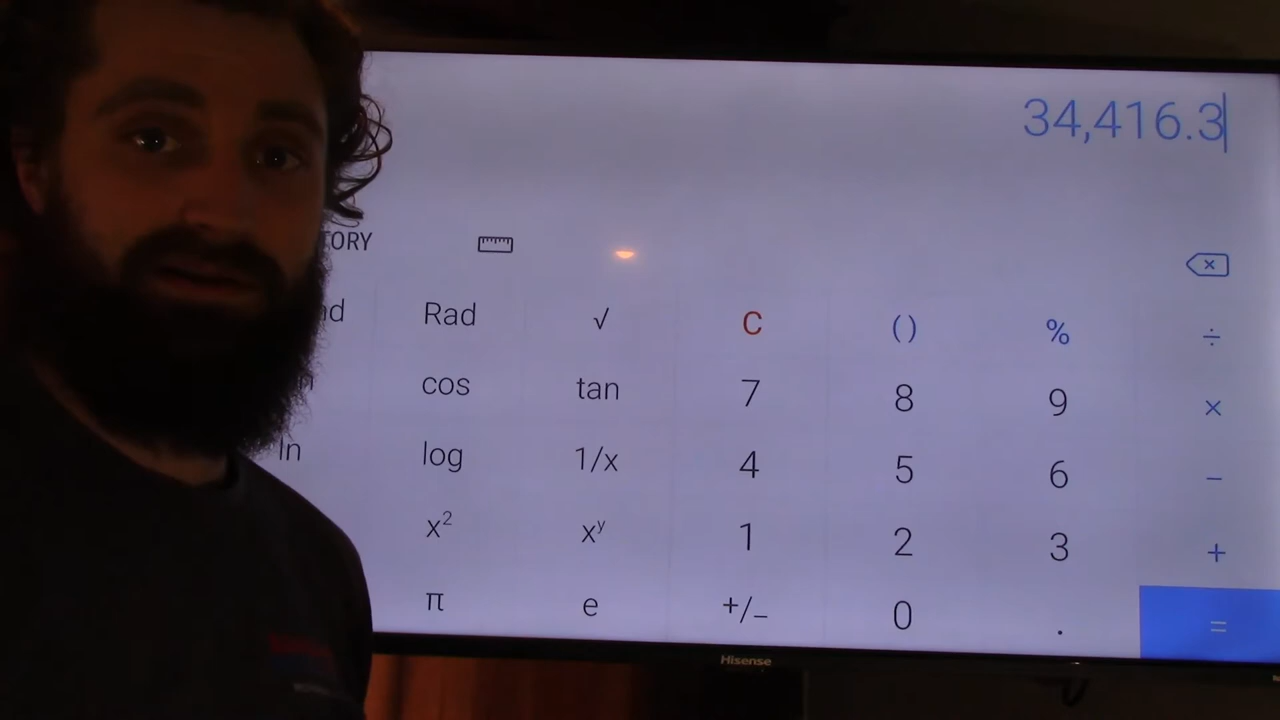 34,416.3
TORY
nd Rad √ C () % ÷
cos tan 7 8 9 ×
ln log 1/x 4 5 6 −
x² xʸ 1 2 3 +
π e +/− 0 . =
Hisense